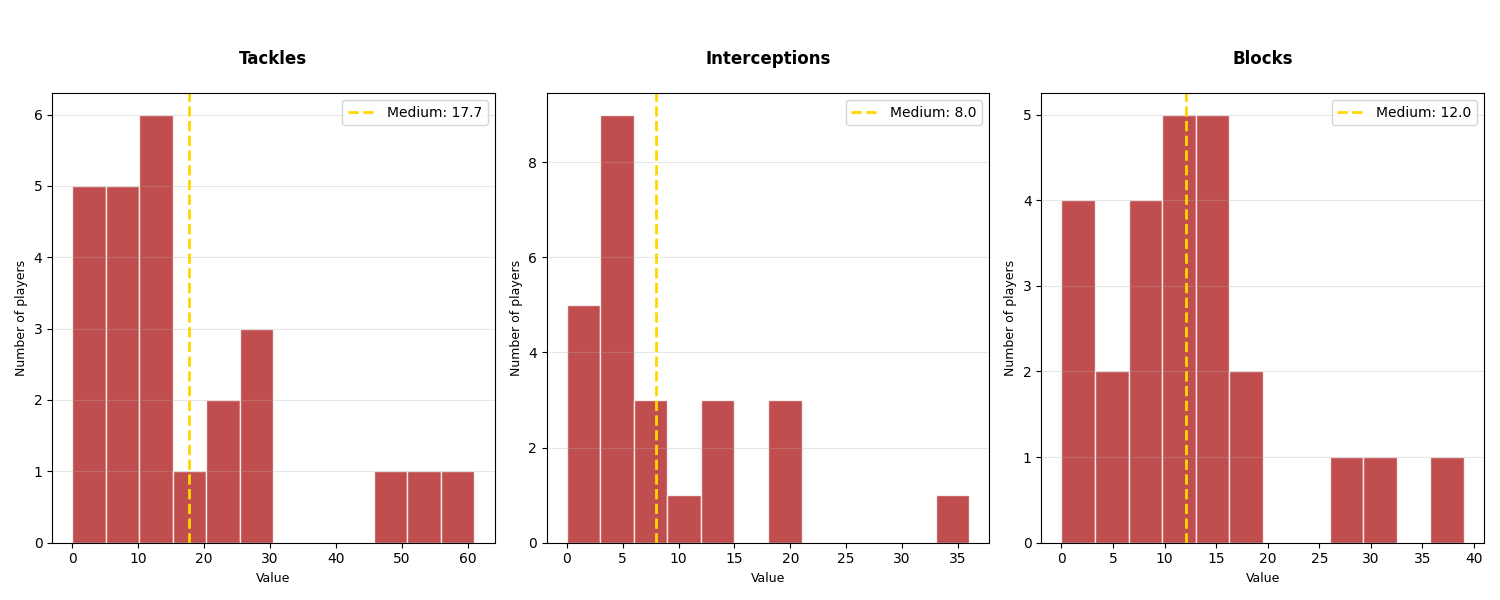 Tackles
Medium: 17.7
Number of players
6
5
4
3
2
1
0
0 10 20 30 40 50 60
Value
Interceptions
Medium: 8.0
Number of players
8
6
4
2
0
0 5 10 15 20 25 30 35
Value
Blocks
Medium: 12.0
Number of players
5
4
3
2
1
0
0 5 10 15 20 25 30 35 40
Value